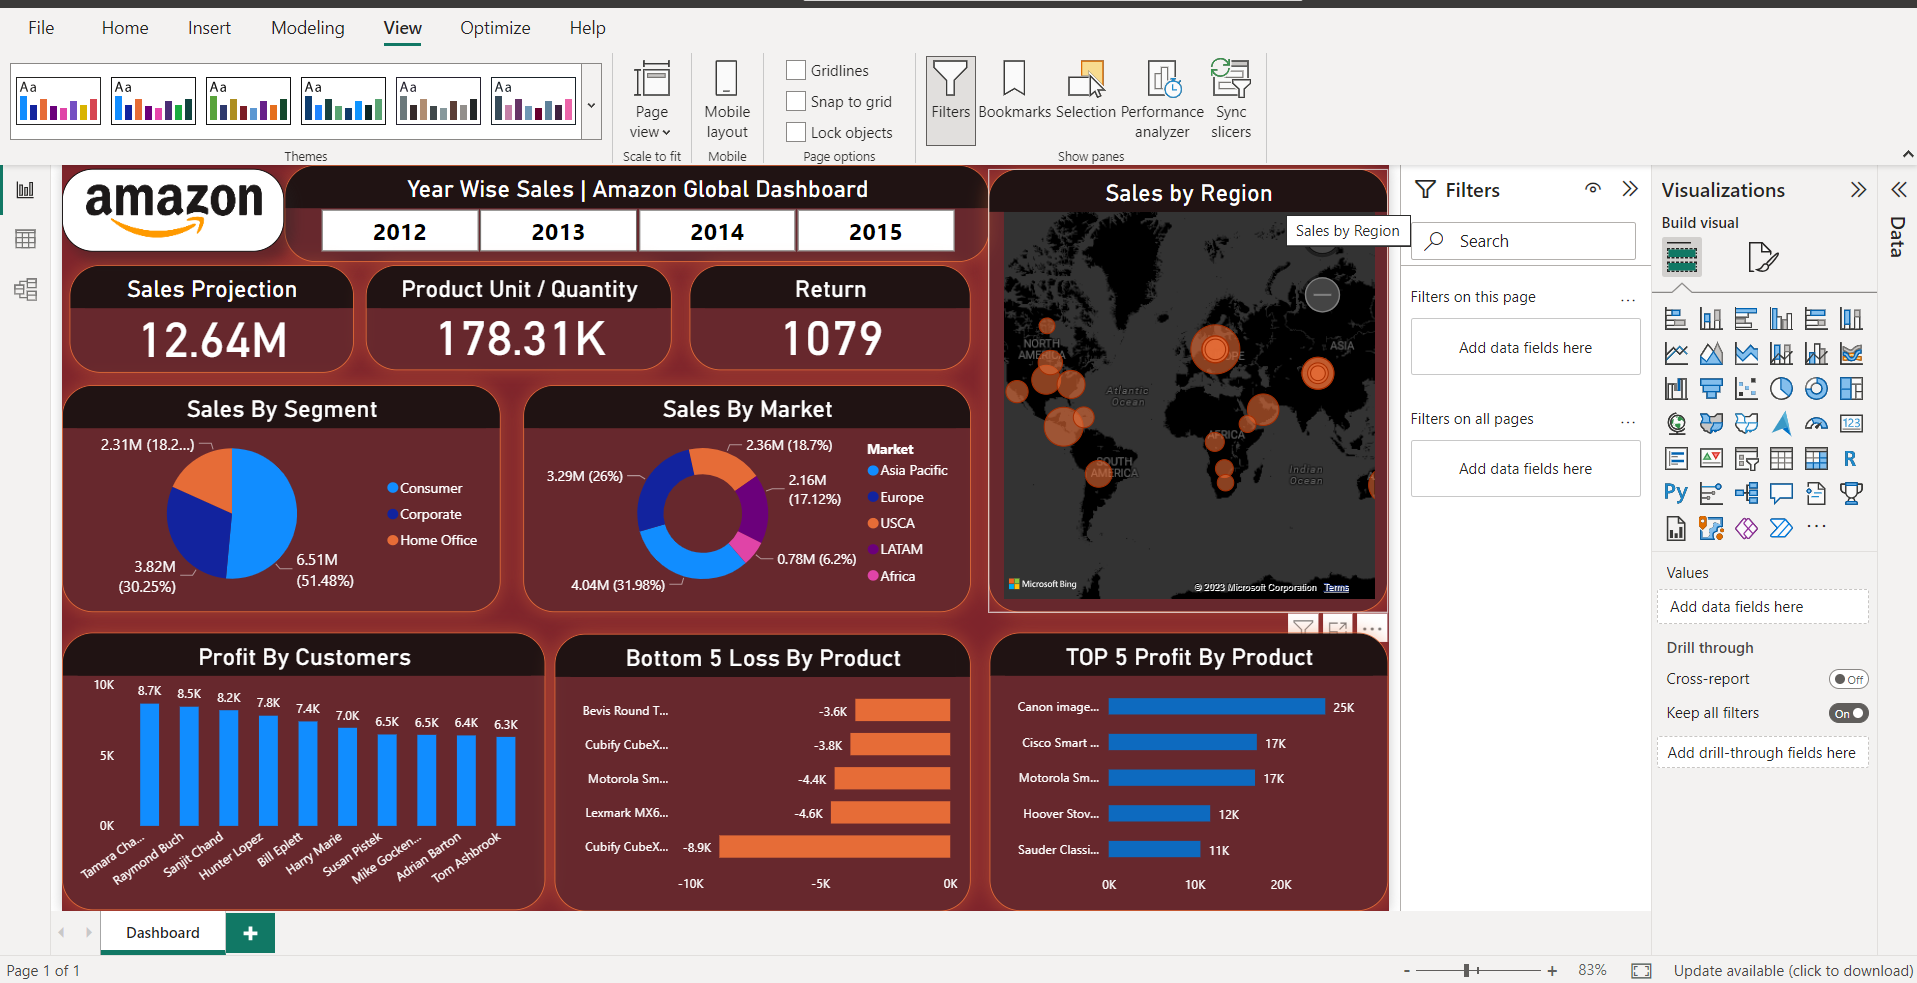 File Home Insert Modeling View Optimize Help
Aa Aa Aa Aa Aa Aa
Themes
Page view
Scale to fit
Mobile layout
Mobile
Gridlines
Snap to grid
Lock objects
Page options
Filters
Bookmarks
Selection
Performance analyzer
Sync slicers
Show panes
amazon
Year Wise Sales | Amazon Global Dashboard
2012 2013 2014 2015
Sales Projection
12.64M
Product Unit / Quantity
178.31K
Return
1079
Sales By Segment
2.31M (18.2...)
3.82M
(30.25%)
6.51M
(51.48%)
Consumer
Corporate
Home Office
Sales By Market
2.36M (18.7%)
3.29M (26%)
2.16M
(17.12%)
0.78M (6.2%)
4.04M (31.98%)
Market
Asia Pacific
Europe
USCA
LATAM
Africa
Sales by Region
Sales by Region
NORTH
AMERICA
ASIA
Atlantic
Ocean
AFRICA
SOUTH
AMERICA
Indian
Ocean
Microsoft Bing
© 2023 Microsoft Corporation Terms
Profit By Customers
10K
5K
0K
8.7K 8.5K 8.2K 7.8K 7.4K 7.0K 6.5K 6.5K 6.4K 6.3K
Tamara Cha...
Raymond Buch
Sanjit Chand
Hunter Lopez
Bill Eplett
Harry Marie
Susan Pistek
Mike Gocken...
Adrian Barton
Tom Ashbrook
Bottom 5 Loss By Product
Bevis Round T... -3.6K
Cubify CubeX... -3.8K
Motorola Sm... -4.4K
Lexmark MX6... -4.6K
Cubify CubeX... -8.9K
-10K -5K 0K
TOP 5 Profit By Product
Canon image... 25K
Cisco Smart ... 17K
Motorola Sm... 17K
Hoover Stov... 12K
Sauder Classi... 11K
0K 10K 20K
Filters
Search
Filters on this page ...
Add data fields here
Filters on all pages ...
Add data fields here
Visualizations
Build visual
123
R
Py
...
Values
Add data fields here
Drill through
Cross-report Off
Keep all filters On
Add drill-through fields here
Data
Dashboard +
Page 1 of 1
- + 83%
Update available (click to download)